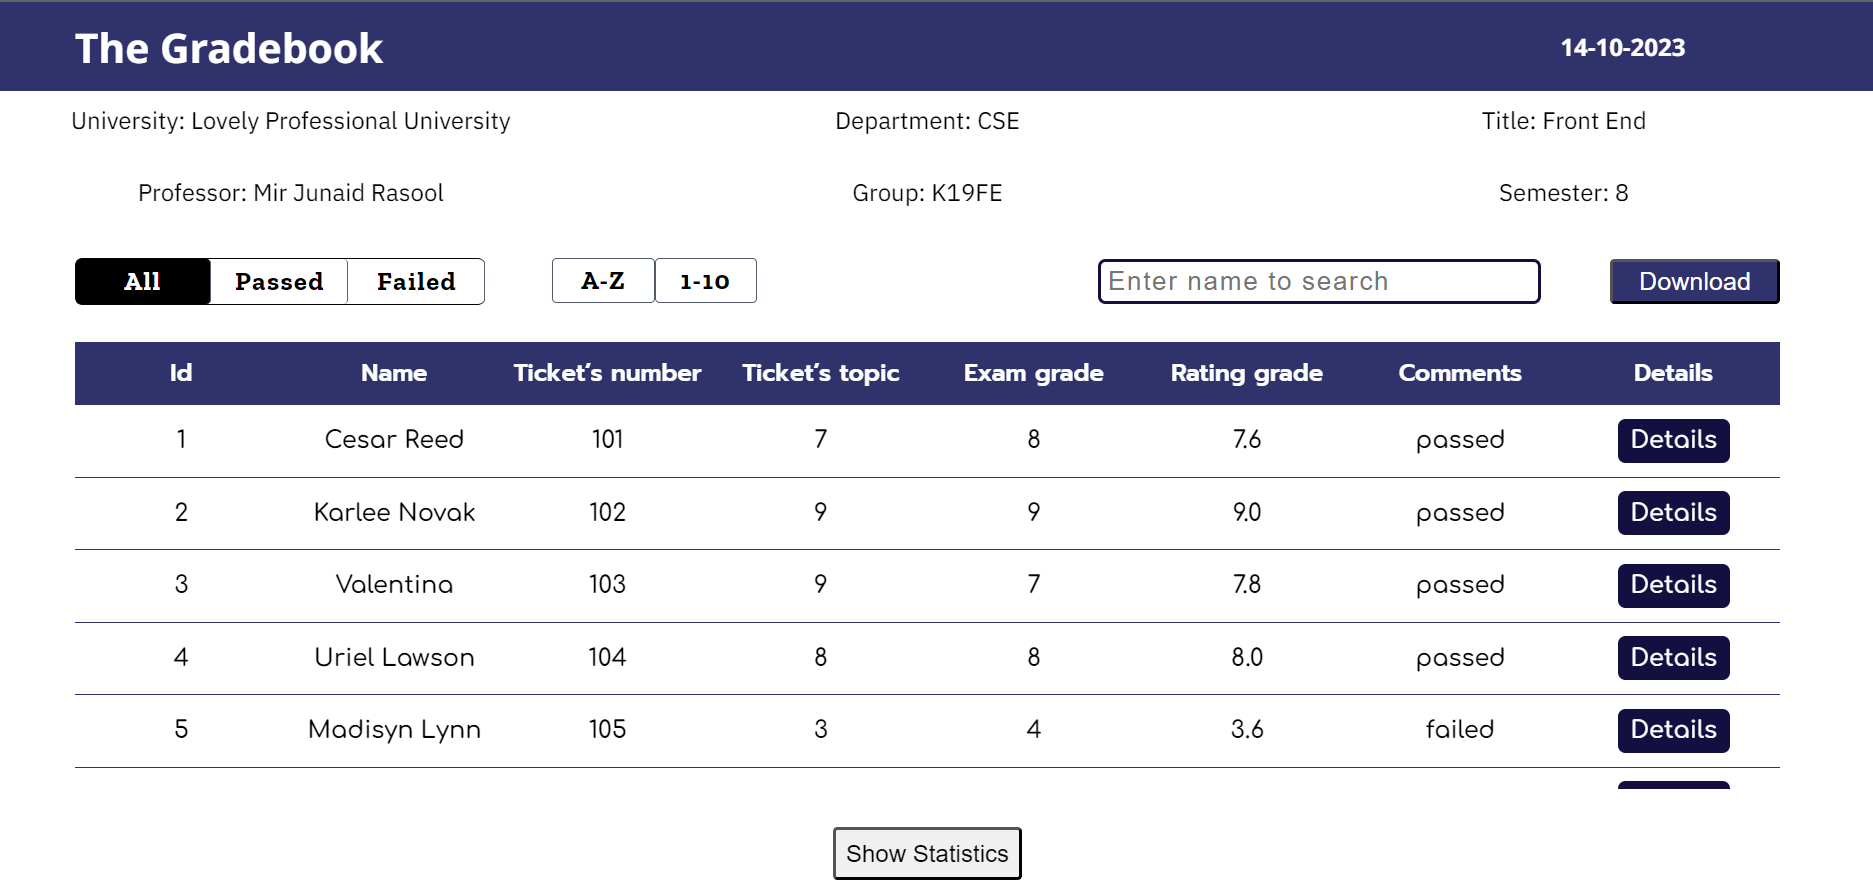 The Gradebook 14-10-2023
University: Lovely Professional University Department: CSE Title: Front End
Professor: Mir Junaid Rasool Group: K19FE Semester: 8
All Passed Failed A-Z 1-10 Enter name to search Download
Id Name Ticket's number Ticket's topic Exam grade Rating grade Comments Details
1 Cesar Reed 101 7 8 7.6 passed Details
2 Karlee Novak 102 9 9 9.0 passed Details
3 Valentina 103 9 7 7.8 passed Details
4 Uriel Lawson 104 8 8 8.0 passed Details
5 Madisyn Lynn 105 3 4 3.6 failed Details
Show Statistics